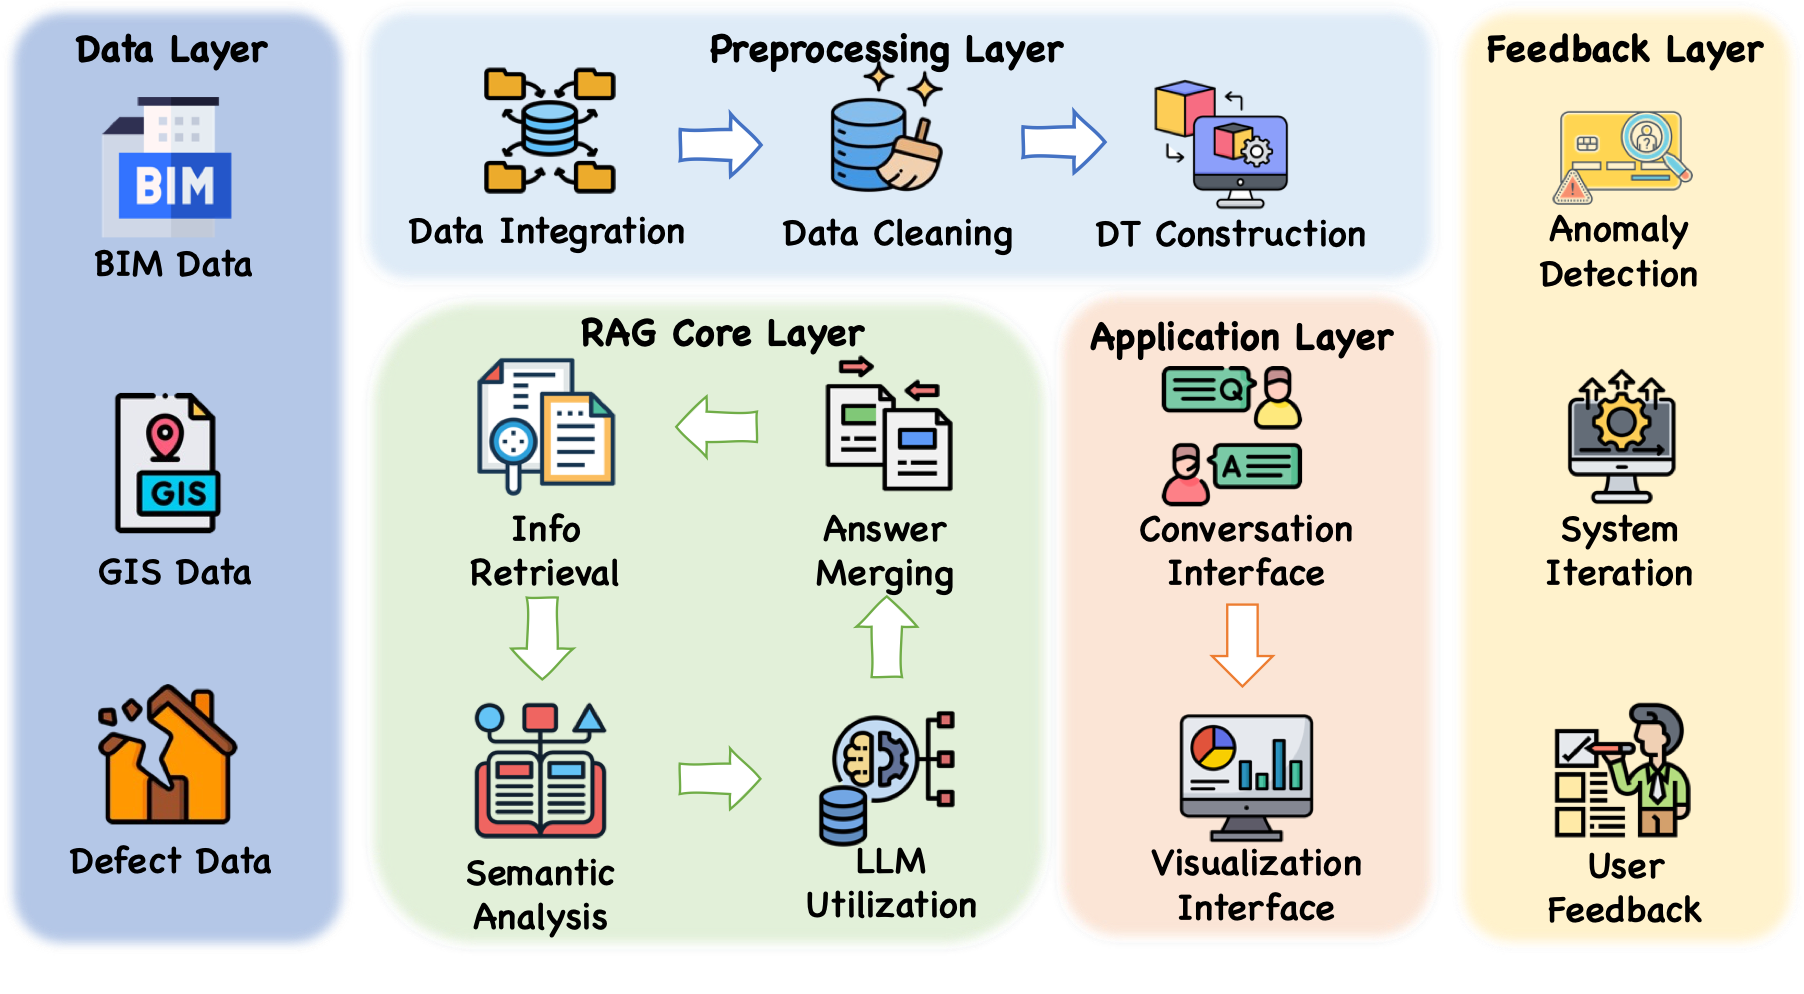 Data Layer
BIM
BIM Data
GIS
GIS Data
Defect Data
Preprocessing Layer
Data Integration
Data Cleaning
DT Construction
RAG Core Layer
Info
Retrieval
Answer
Merging
Semantic
Analysis
LLM
Utilization
Application Layer
Q
A
Conversation
Interface
Visualization
Interface
Feedback Layer
?
!
Anomaly
Detection
System
Iteration
User
Feedback